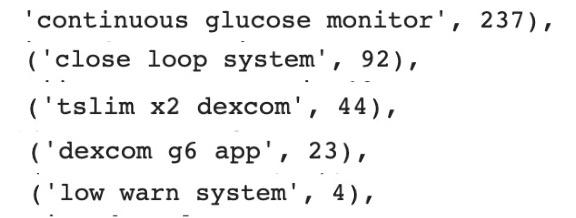 'continuous glucose monitor', 237),
('close loop system', 92),
('tslim x2 dexcom', 44),
('dexcom g6 app', 23),
('low warn system', 4),